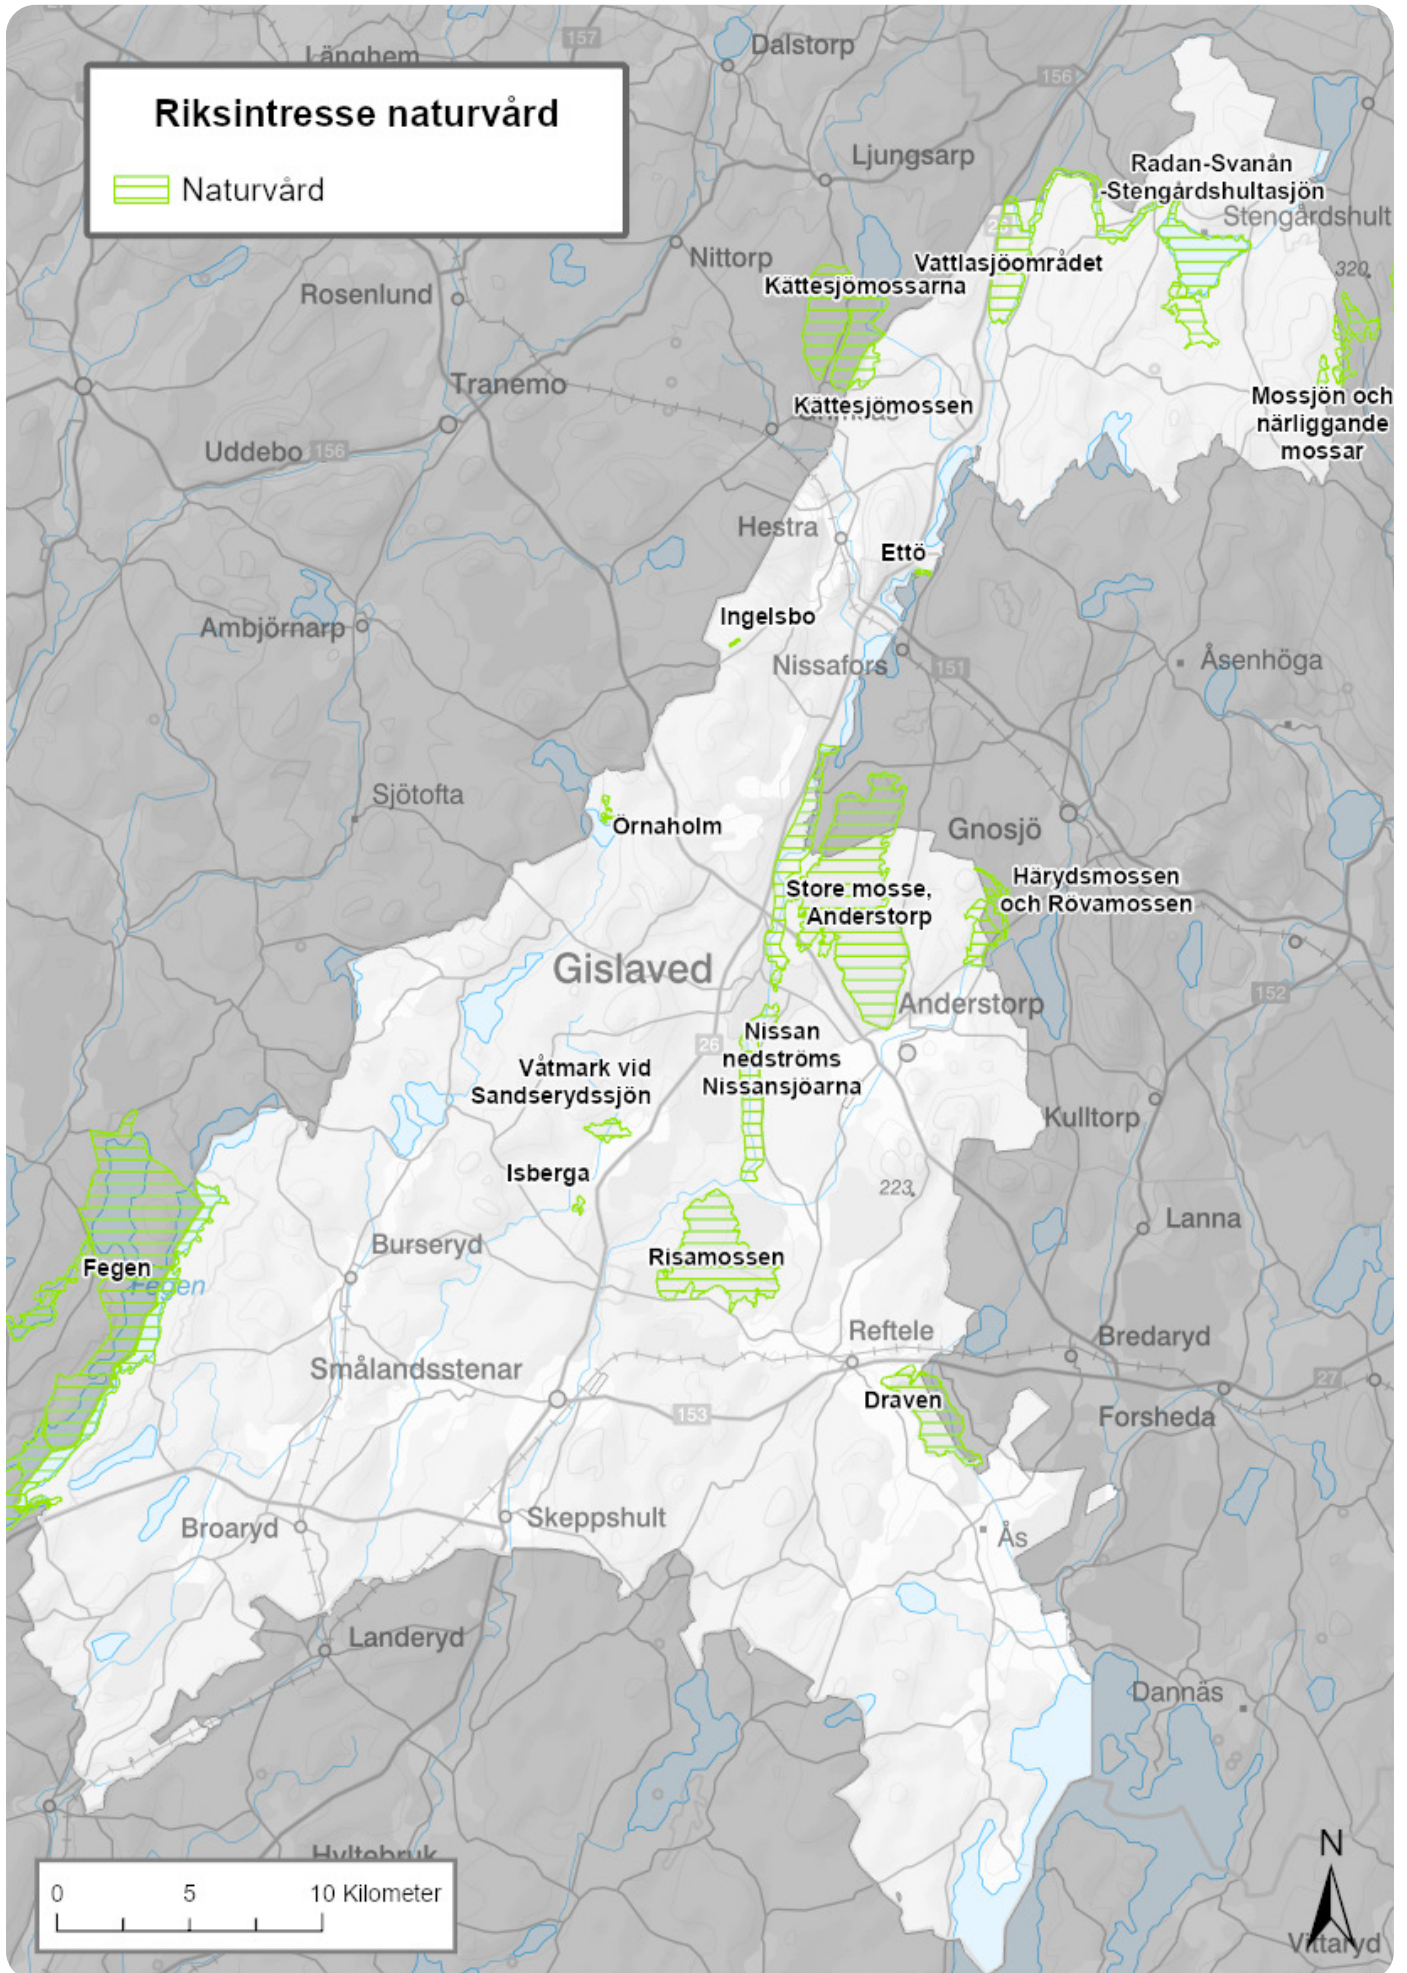 Länghem
157
Dalstorp
156
Riksintresse naturvård
Naturvård
Ljungsarp
Radan-Svanån
-Stengårdshultasjön
Stengårdshult
26
Nittorp
Vattlasjöområdet
320
Kättesjömossarna
Rosenlund
Tranemo
Kättesjömossen
Mossjön och
närliggande
mossar
Uddebo
156
Hestra
Ettö
Ingelsbo
Ambjörnarp
Nissafors
151
Åsenhöga
Sjötofta
Örnaholm
Gnosjö
Härydsmossen
och Rövamossen
Store mosse,
Anderstorp
Gislaved
152
Anderstorp
Nissan
nedströms
Nissansjöarna
26
Våtmark vid
Sandserydssjön
Kulltorp
Isberga
223
Lanna
Burseryd
Risamossen
Fegen
Fegen
Reftele
Bredaryd
Smålandsstenar
27
Draven
153
Forsheda
Skeppshult
Broaryd
Ås
Landeryd
Dannäs
N
Hyltebruk
0 5 10 Kilometer
Vittaryd